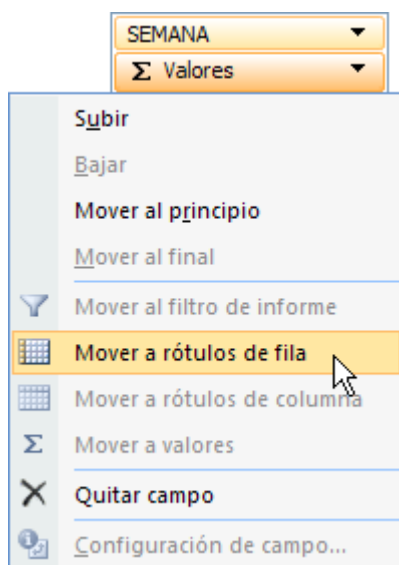 SEMANA
Σ Valores
Subir
Bajar
Mover al principio
Mover al final
Mover al filtro de informe
Mover a rótulos de fila
Mover a rótulos de columna
Σ Mover a valores
Quitar campo
Configuración de campo...